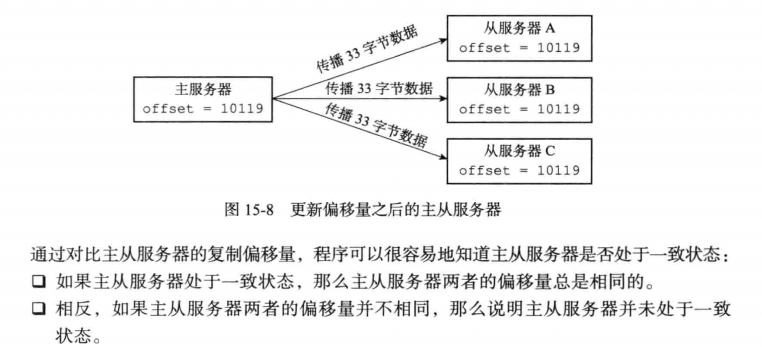 从服务器 A
offset = 10119
传播 33 字节数据
主服务器
offset = 10119
传播 33 字节数据
从服务器 B
offset = 10119
传播 33 字节数据
从服务器 C
offset = 10119
图 15-8 更新偏移量之后的主从服务器
通过对比主从服务器的复制偏移量，程序可以很容易地知道主从服务器是否处于一致状态：
❑ 如果主从服务器处于一致状态，那么主从服务器两者的偏移量总是相同的。
❑ 相反，如果主从服务器两者的偏移量并不相同，那么说明主从服务器并未处于一致
状态。